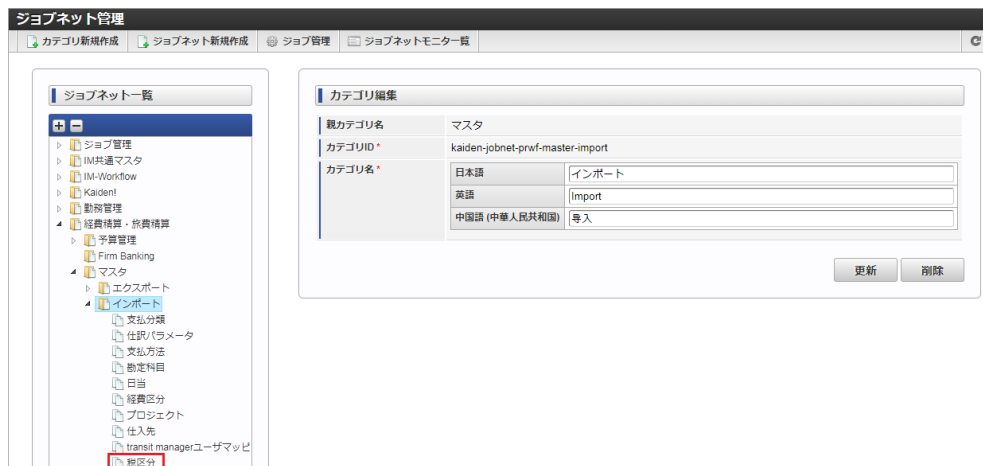 ジョブネット管理
カテゴリ新規作成 ジョブネット新規作成 ジョブ管理 ジョブネットモニター覧
ジョブネット一覧
ジョブ管理
IM共通マスタ
IM-Workflow
Kaiden!
勤務管理
経費精算・旅費精算
予算管理
Firm Banking
マスタ
エクスポート
インポート
支払分類
仕訳パラメータ
支払方法
勘定科目
日当
経費区分
プロジェクト
仕入先
transit managerユーザマッピ
税区分
カテゴリ編集
親カテゴリ名 マスタ
カテゴリID * kaiden-jobnet-prwf-master-import
カテゴリ名 * 日本語 インポート
英語 Import
中国語 (中華人民共和国) 导入
更新 削除